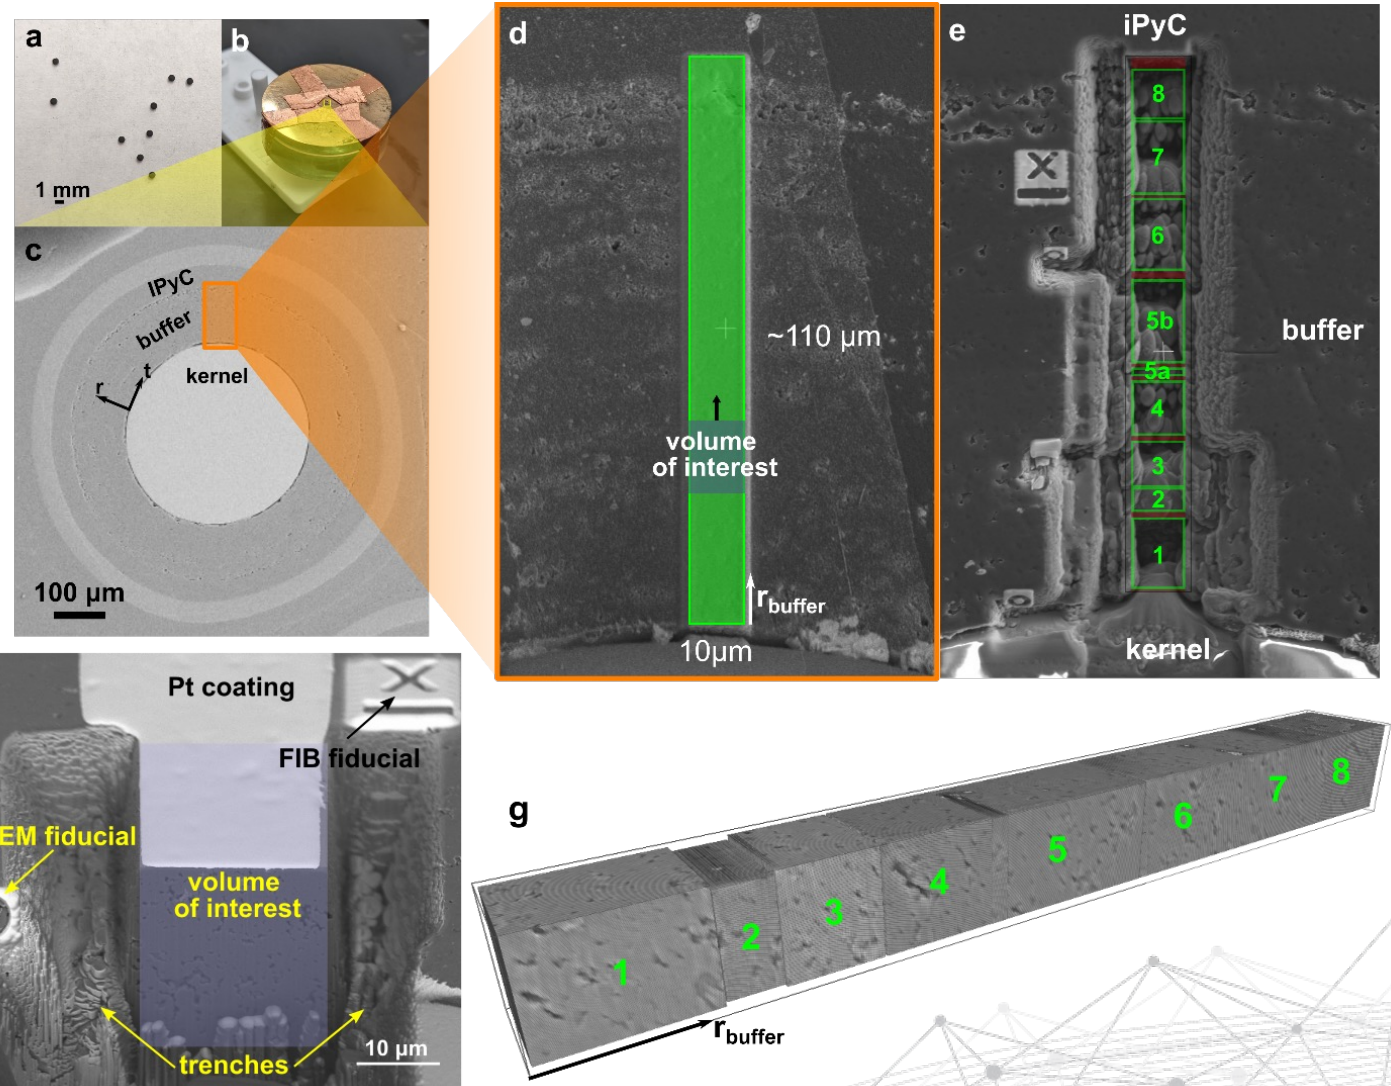 a
b
1 mm
c
IPyC
buffer
r
t
kernel
100 µm
d
~110 µm
volume
of interest
r buffer
10µm
e
iPyC
8
7
6
5b
5a
4
3
2
1
buffer
kernel
Pt coating
X
FIB fiducial
EM fiducial
volume
of interest
trenches
10 µm
g
1
2
3
4
5
6
7
8
r buffer